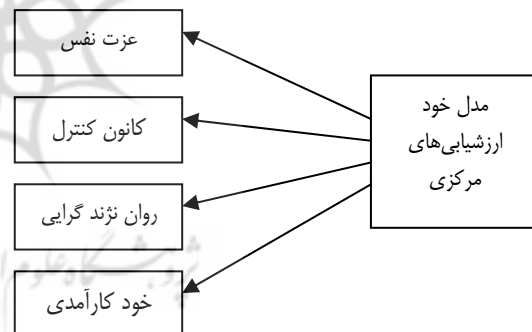 عزت نفس
مدل خود
ارزشیابی‌های
مرکزی
کانون کنترل
روان نژند گرایی
خود کارآمدی